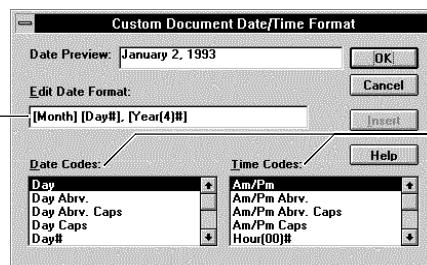 Custom Document Date/Time Format
Date Preview: January 2, 1993
OK
Edit Date Format:
Cancel
[Month] [Day#], [Year(4)#]
Insert
Help
Date Codes:
Time Codes:
Day
Day Abrv.
Day Abrv. Caps
Day Caps
Day#
Am/Pm
Am/Pm Abrv.
Am/Pm Abrv. Caps
Am/Pm Caps
Hour(00)#